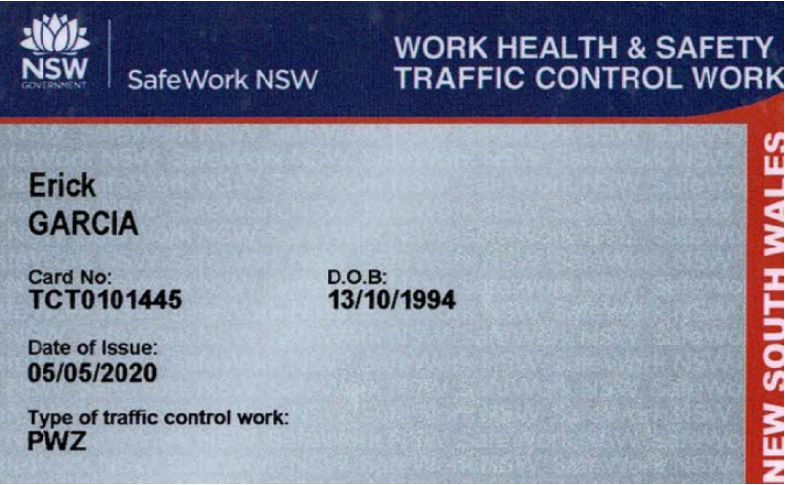 NSW
GOVERNMENT
SafeWork NSW
WORK HEALTH & SAFETY
TRAFFIC CONTROL WORK
Erick
GARCIA
Card No:
TCT0101445
D.O.B:
13/10/1994
Date of Issue:
05/05/2020
Type of traffic control work:
PWZ
NEW SOUTH WALES